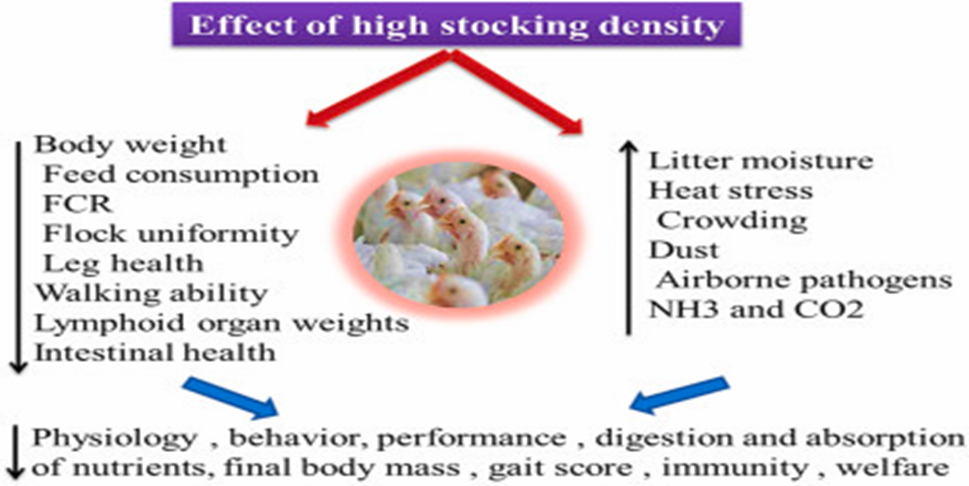 Effect of high stocking density
Body weight
Feed consumption
FCR
Flock uniformity
Leg health
Walking ability
Lymphoid organ weights
Intestinal health
Litter moisture
Heat stress
Crowding
Dust
Airborne pathogens
NH3 and CO2
Physiology , behavior, performance , digestion and absorption
of nutrients, final body mass , gait score , immunity , welfare